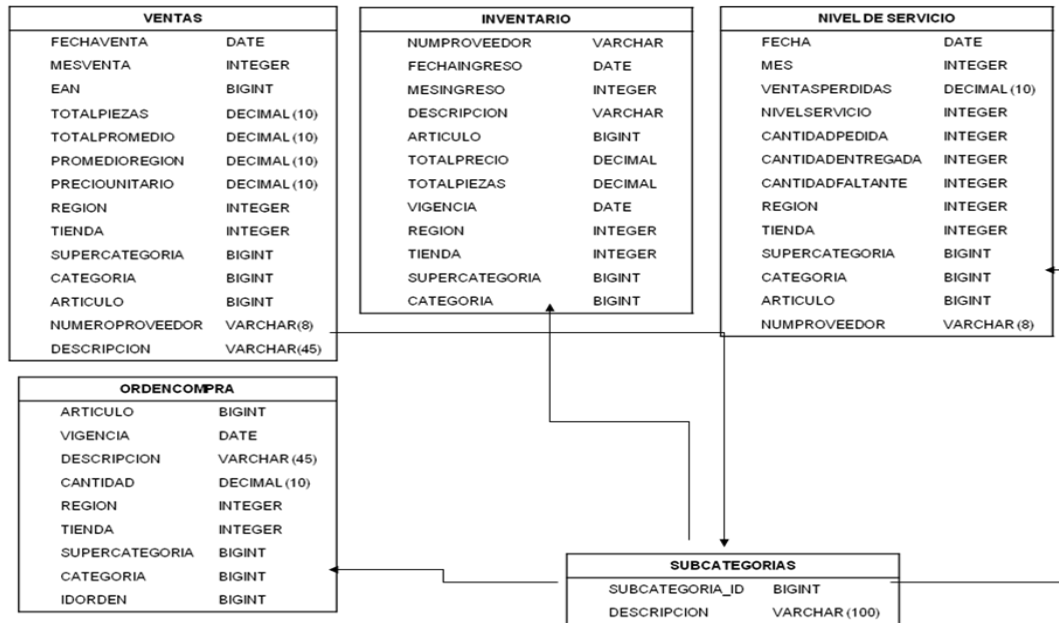 VENTAS
FECHAVENTA DATE
MESVENTA INTEGER
EAN BIGINT
TOTALPIEZAS DECIMAL (10)
TOTALPROMEDIO DECIMAL (10)
PROMEDIOREGION DECIMAL (10)
PRECIOUNITARIO DECIMAL (10)
REGION INTEGER
TIENDA INTEGER
SUPERCATEGORIA BIGINT
CATEGORIA BIGINT
ARTICULO BIGINT
NUMEROPROVEEDOR VARCHAR(8)
DESCRIPCION VARCHAR(45)
INVENTARIO
NUMPROVEEDOR VARCHAR
FECHAINGRESO DATE
MESINGRESO INTEGER
DESCRIPCION VARCHAR
ARTICULO BIGINT
TOTALPRECIO DECIMAL
TOTALPIEZAS DECIMAL
VIGENCIA DATE
REGION INTEGER
TIENDA INTEGER
SUPERCATEGORIA BIGINT
CATEGORIA BIGINT
NIVEL DE SERVICIO
FECHA DATE
MES INTEGER
VENTASPERDIDAS DECIMAL (10)
NIVELSERVICIO INTEGER
CANTIDADPEDIDA INTEGER
CANTIDADENTREGADA INTEGER
CANTIDADFALTANTE INTEGER
REGION INTEGER
TIENDA INTEGER
SUPERCATEGORIA BIGINT
CATEGORIA BIGINT
ARTICULO BIGINT
NUMPROVEEDOR VARCHAR (8)
ORDENCOMPRA
ARTICULO BIGINT
VIGENCIA DATE
DESCRIPCION VARCHAR (45)
CANTIDAD DECIMAL (10)
REGION INTEGER
TIENDA INTEGER
SUPERCATEGORIA BIGINT
CATEGORIA BIGINT
IDORDEN BIGINT
SUBCATEGORIAS
SUBCATEGORIA_ID BIGINT
DESCRIPCION VARCHAR (100)